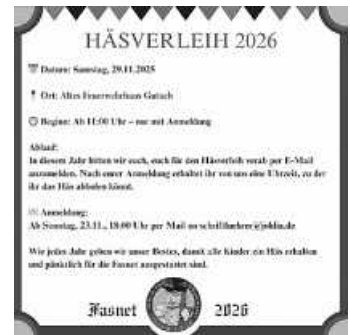 HÄSVERLEIH 2026
Datum: Samstag, 29.11.2025
Ort: Altes Feuerwehrhaus Gutach
Beginn: Ab 11:00 Uhr – nur mit Anmeldung
Ablauf:
In diesem Jahr bitten wir euch, euch für den Häsverleih vorab per E-Mail
anzumelden. Nach eurer Anmeldung erhaltet ihr von uns eine Uhrzeit, zu der
ihr das Häs abholen könnt.
Anmeldung:
Ab Sonntag, 23.11., 18:00 Uhr per Mail an
Wie jedes Jahr geben wir unser Bestes, damit alle Kinder ein Häs erhalten
und pünktlich für die Fasnet ausgestattet sind.
Fasnet 2026